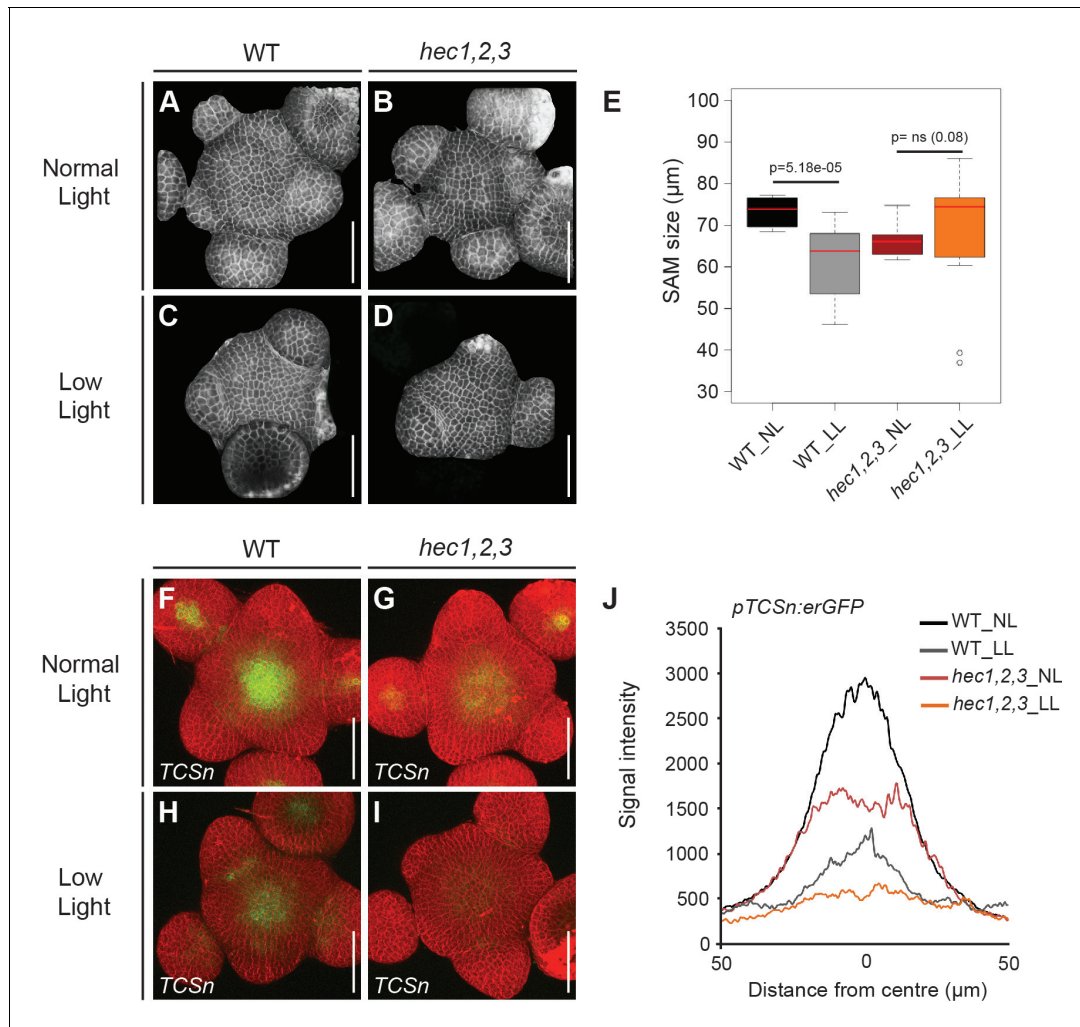 WT
hec1,2,3
Normal
Light
A
B
Low
Light
C
D
E
SAM size (µm)
100
90
80
70
60
50
40
30
p=5.18e-05
p= ns (0.08)
WT_NL
WT_LL
hec1,2,3_NL
hec1,2,3_LL
WT
hec1,2,3
Normal
Light
F
TCSn
G
TCSn
Low
Light
H
TCSn
I
TCSn
J
pTCSn:erGFP
WT_NL
WT_LL
hec1,2,3_NL
hec1,2,3_LL
Signal intensity
3500
3000
2500
2000
1500
1000
500
0
50
0
50
Distance from centre (µm)